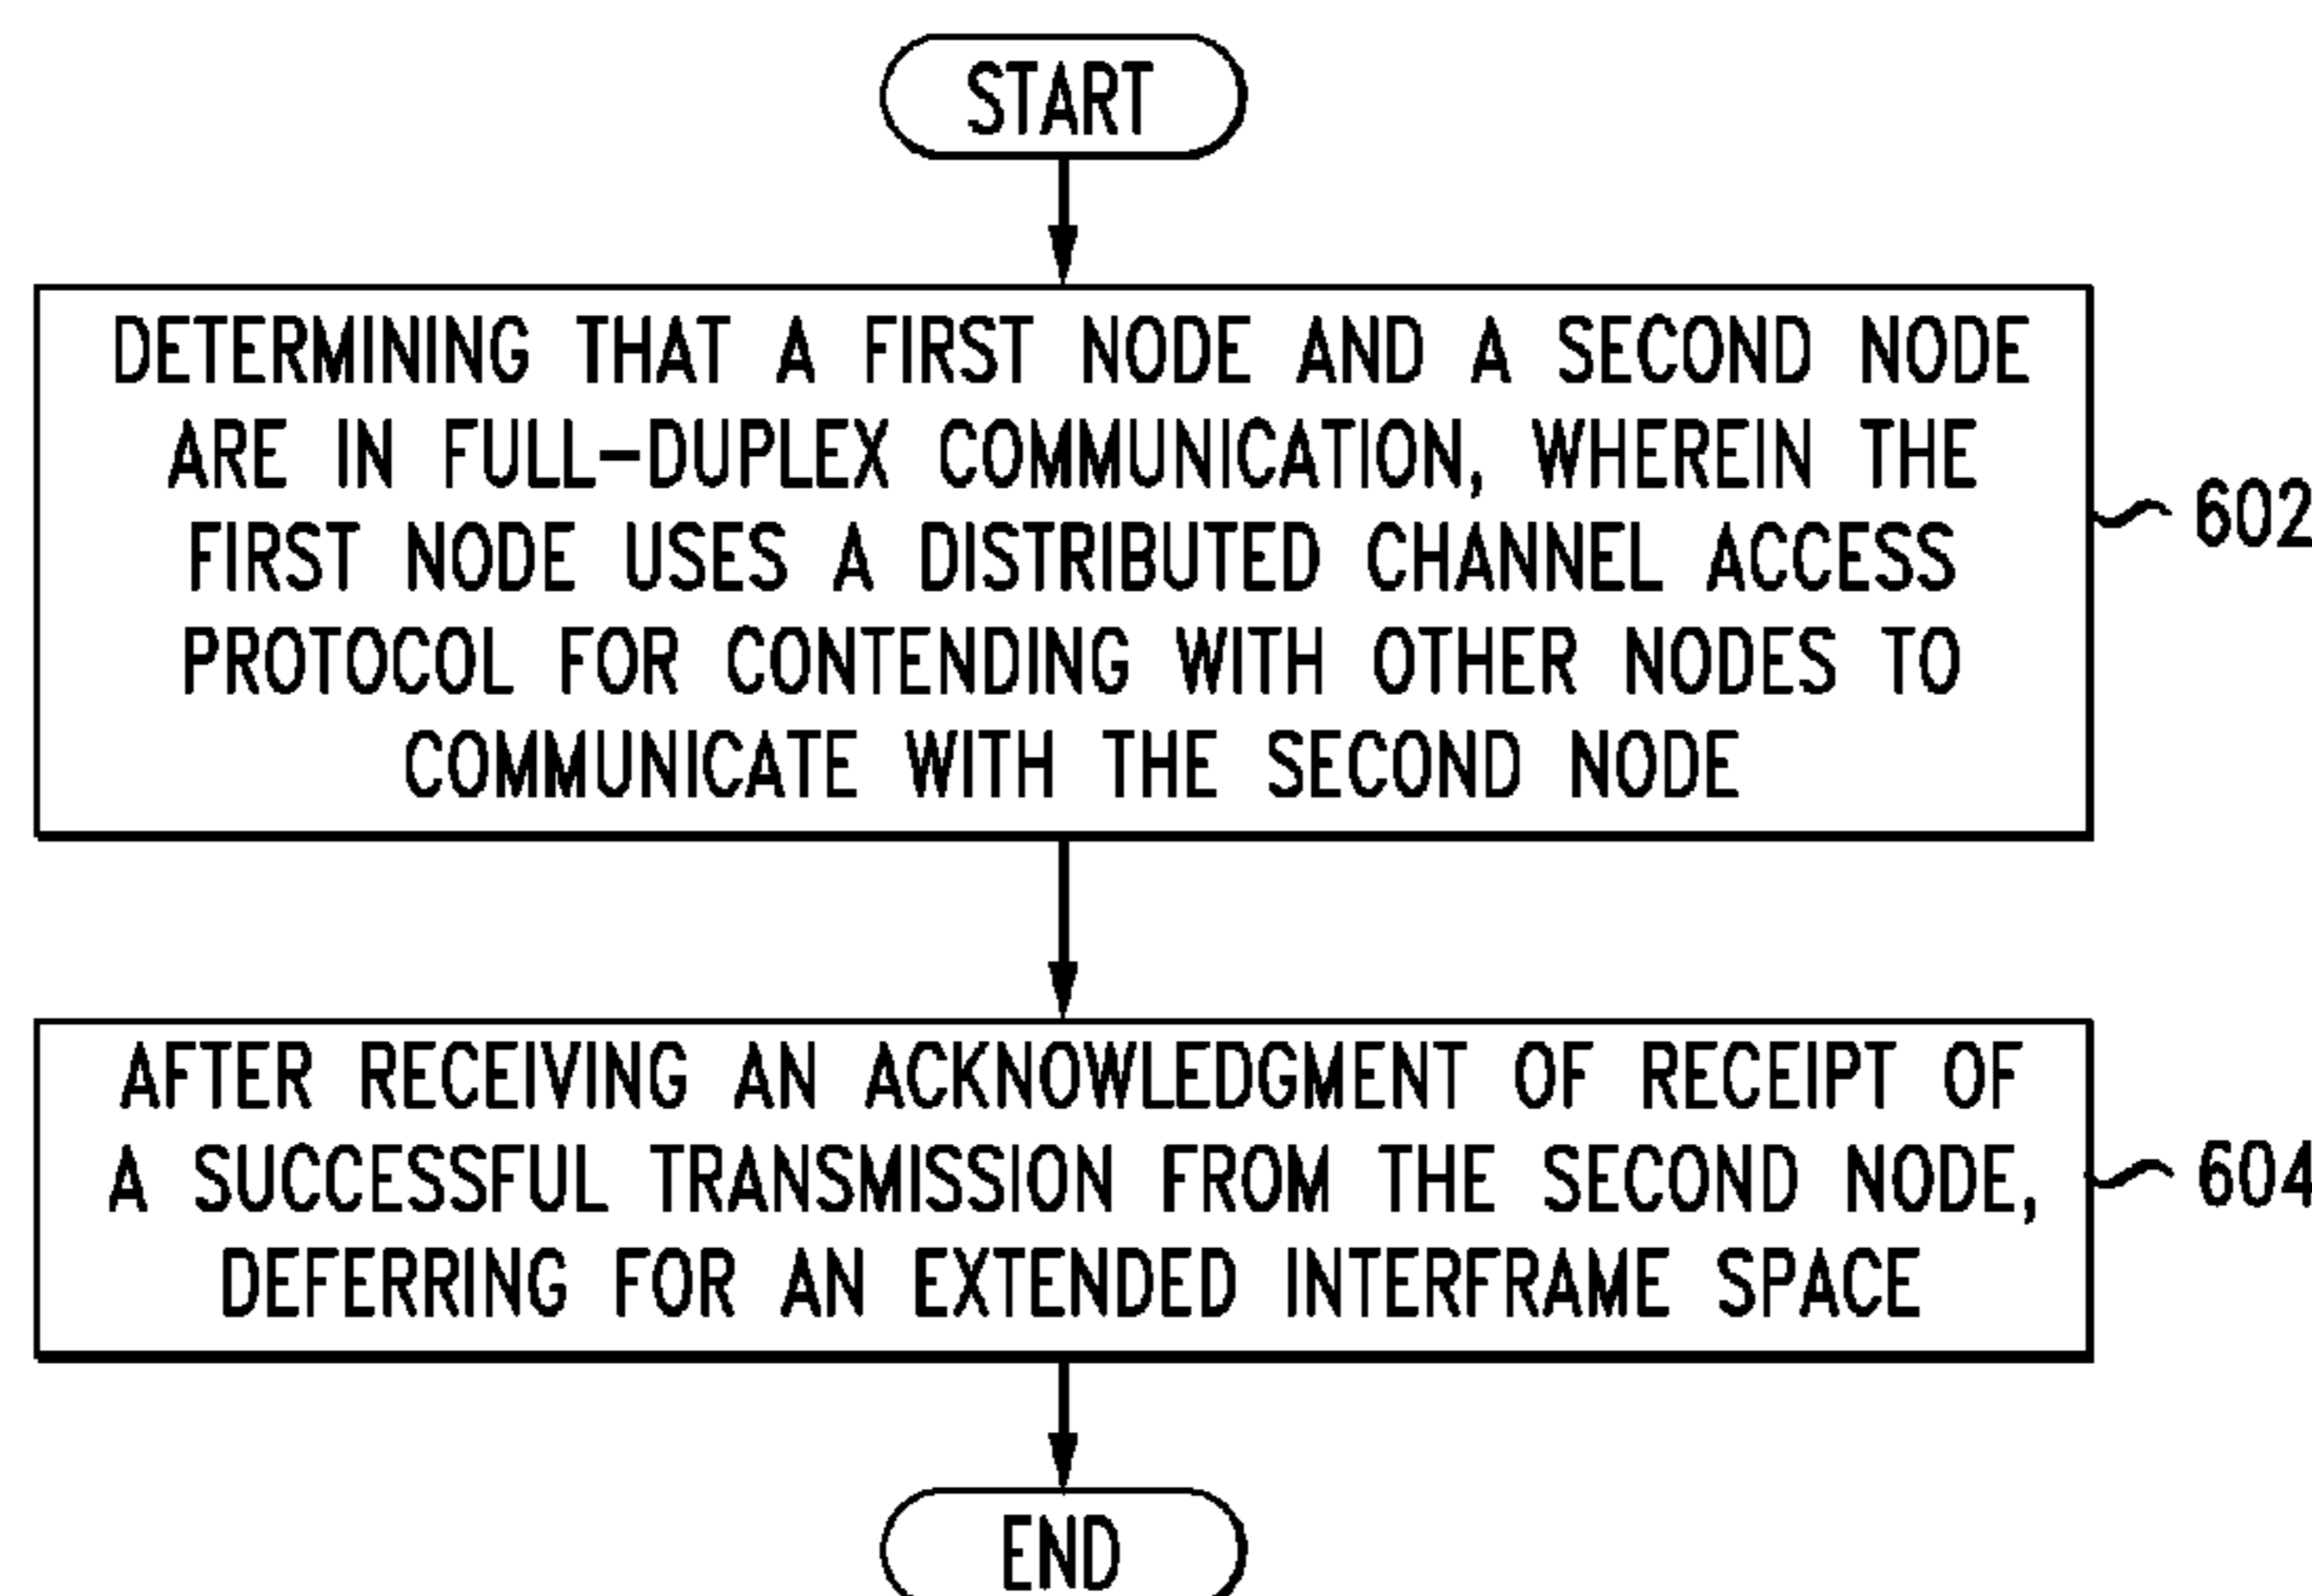 START
DETERMINING THAT A FIRST NODE AND A SECOND NODE
ARE IN FULL-DUPLEX COMMUNICATION, WHEREIN THE
FIRST NODE USES A DISTRIBUTED CHANNEL ACCESS
PROTOCOL FOR CONTENDING WITH OTHER NODES TO
COMMUNICATE WITH THE SECOND NODE
602
AFTER RECEIVING AN ACKNOWLEDGMENT OF RECEIPT OF
A SUCCESSFUL TRANSMISSION FROM THE SECOND NODE,
DEFERRING FOR AN EXTENDED INTERFRAME SPACE
604
END